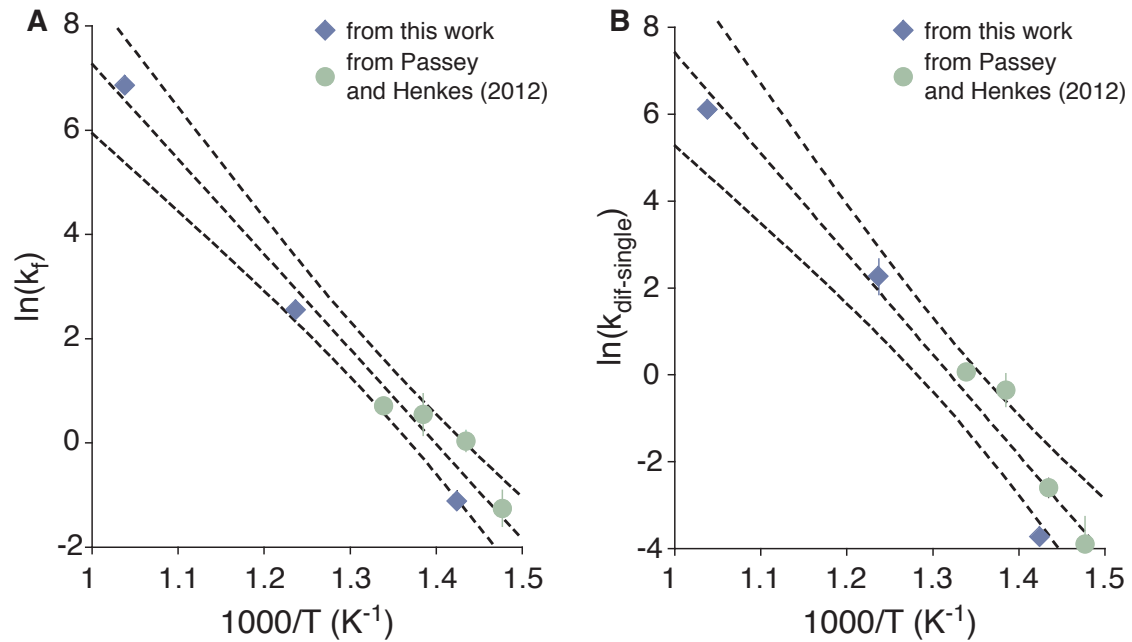 A
8
6
4
2
0
-2
ln(k_f)
1
1.1
1.2
1.3
1.4
1.5
1000/T (K⁻¹)
from this work
from Passey
and Henkes (2012)
B
8
6
4
2
0
-2
-4
ln(k_dif-single)
1
1.1
1.2
1.3
1.4
1.5
1000/T (K⁻¹)
from this work
from Passey
and Henkes (2012)